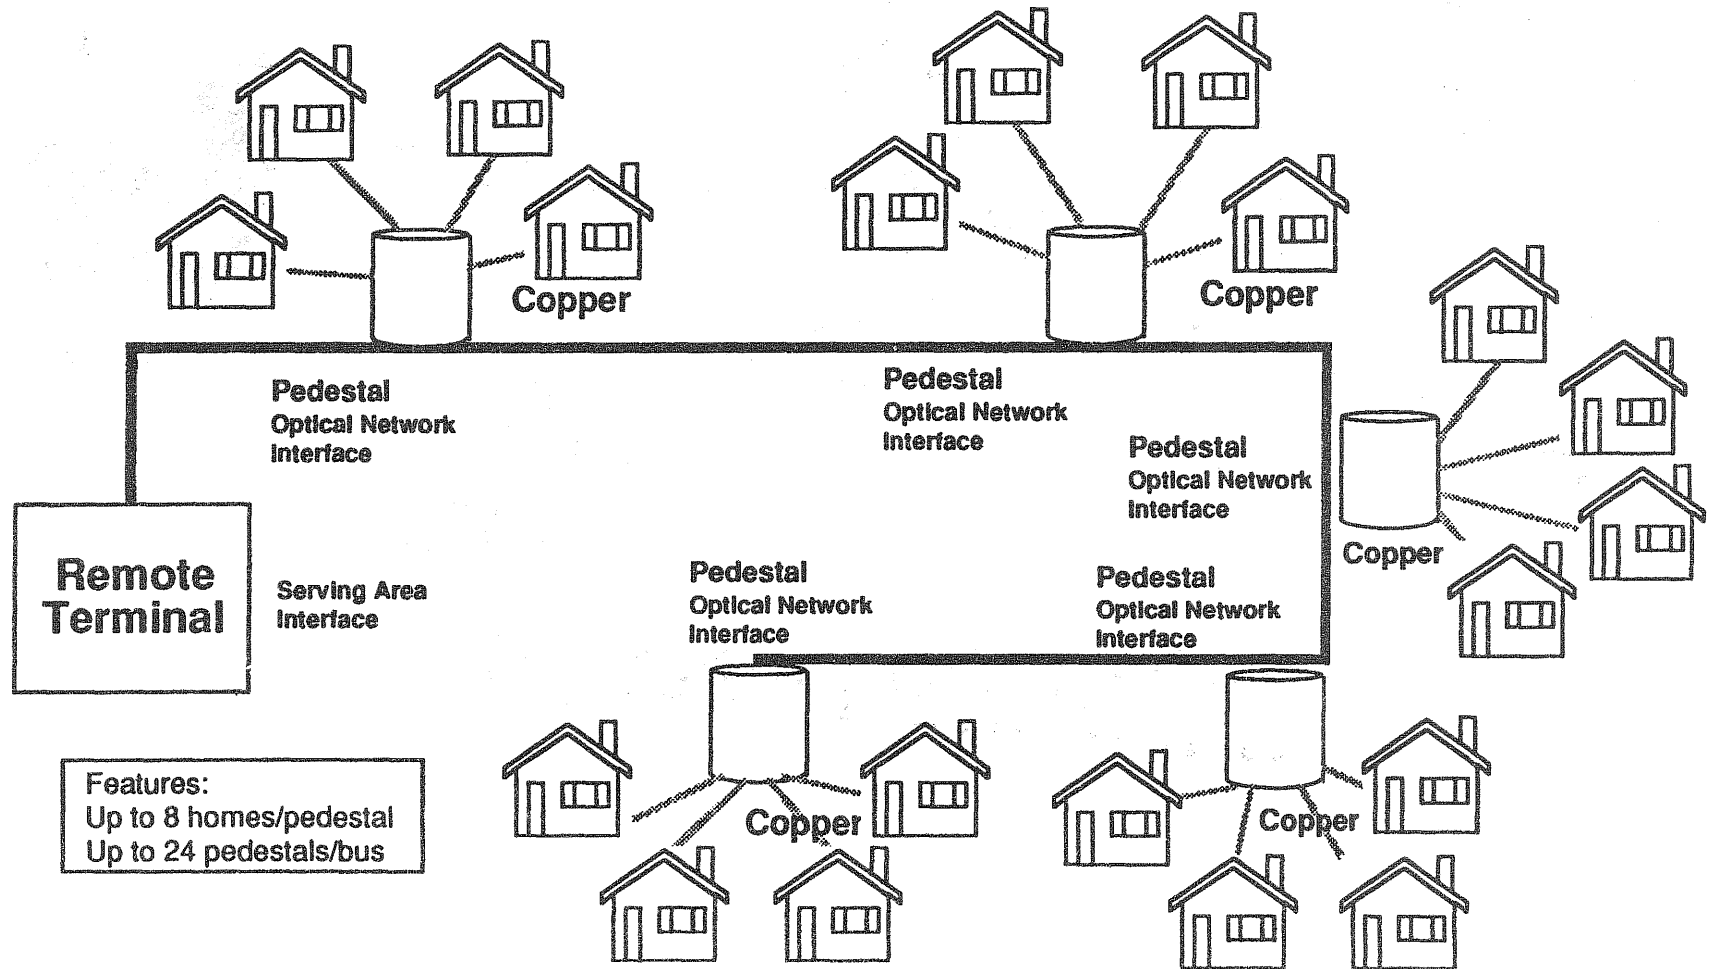 Copper
Copper
Pedestal
Optical Network
Interface
Pedestal
Optical Network
Interface
Pedestal
Optical Network
Interface
Copper
Remote
Terminal
Serving Area
Interface
Pedestal
Optical Network
Interface
Pedestal
Optical Network
Interface
Features:
Up to 8 homes/pedestal
Up to 24 pedestals/bus
Copper
Copper